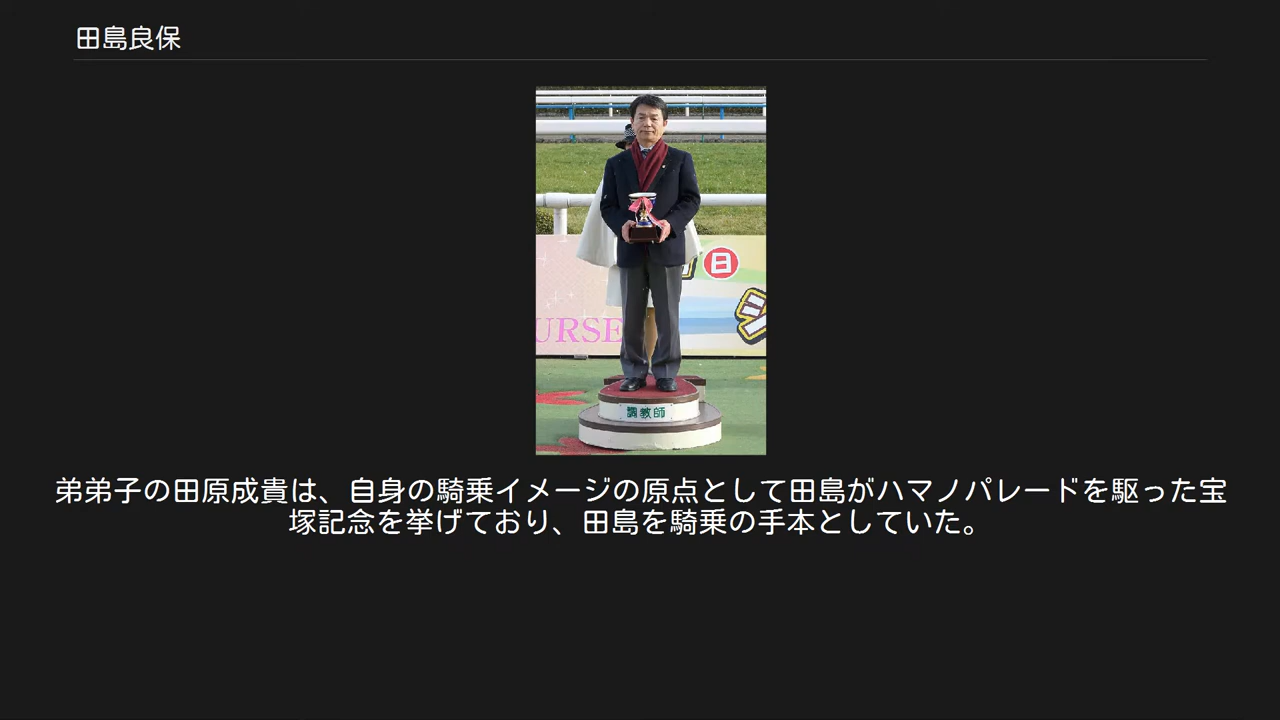 田島良保
日
URSE
調教師
弟弟子の田原成貴は、自身の騎乗イメージの原点として田島がハマノパレードを駆った宝
塚記念を挙げており、田島を騎乗の手本としていた。